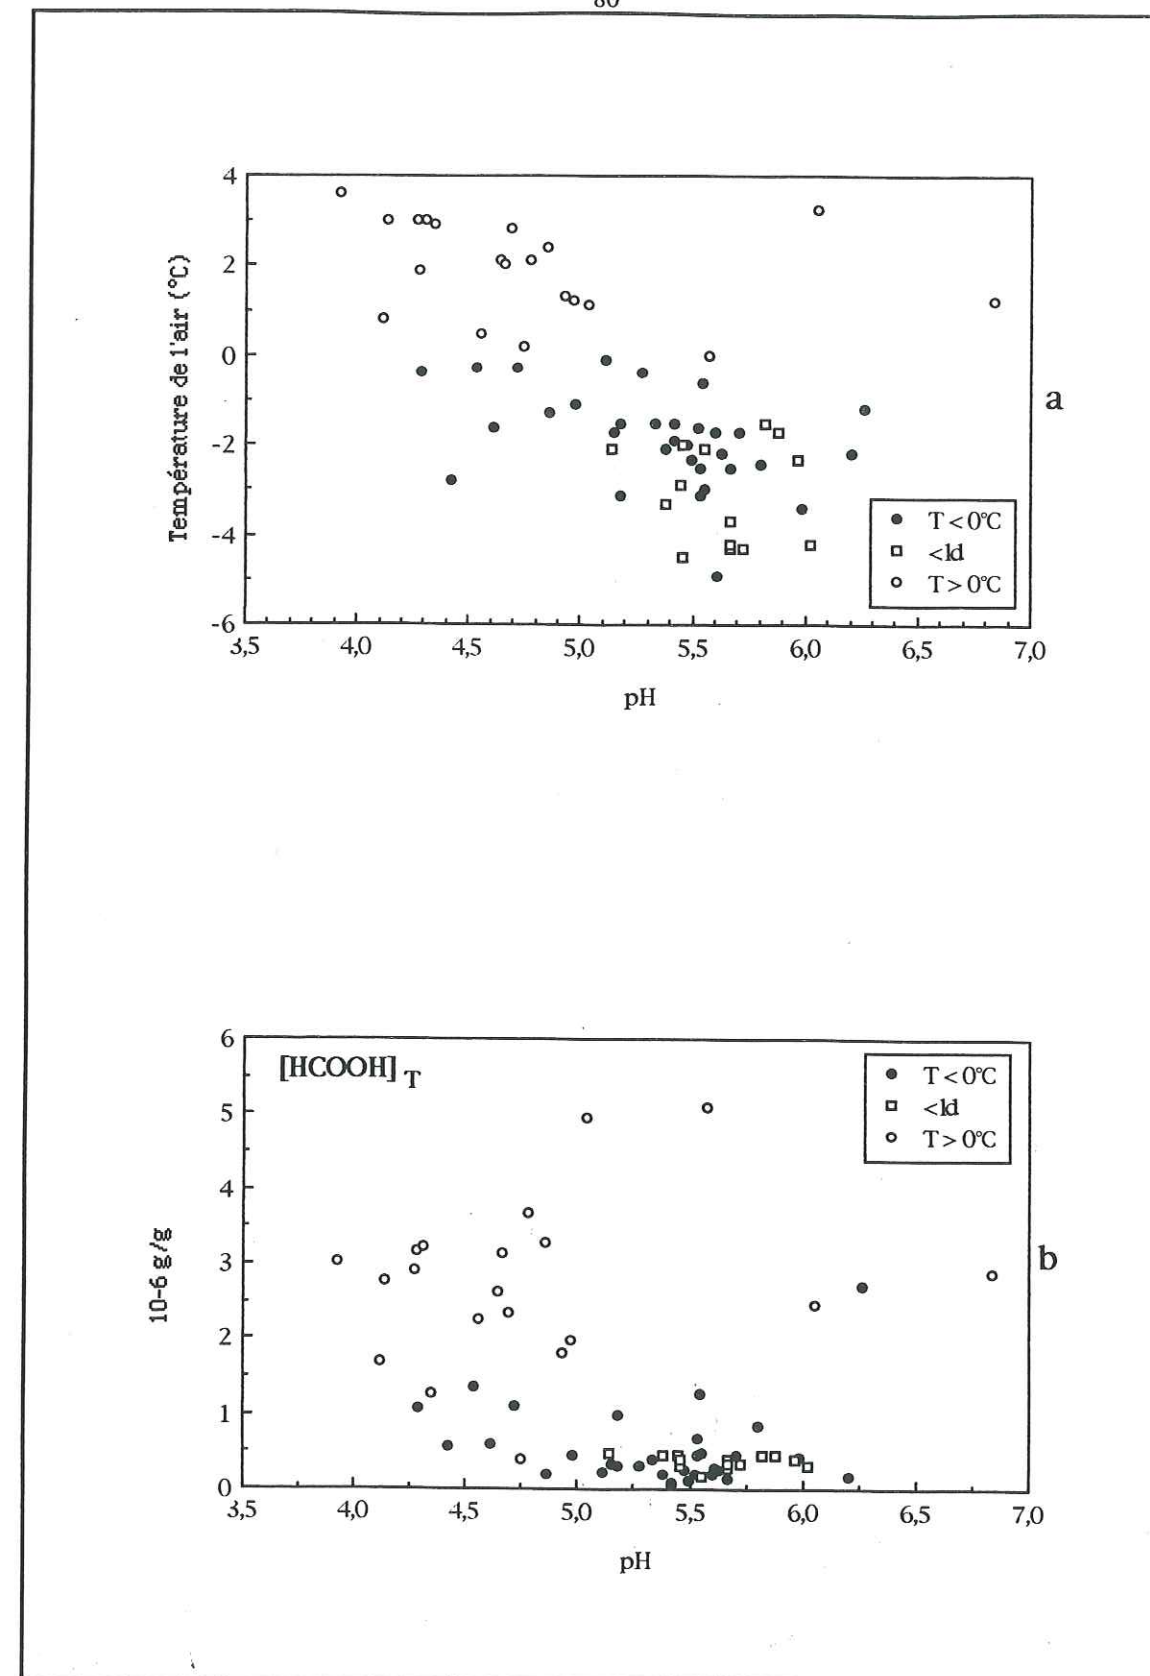 80
4
2
0
-2
-4
-6
Température de l'air (°C)
T < 0°C
<ld
T > 0°C
a
3,5 4,0 4,5 5,0 5,5 6,0 6,5 7,0
pH
6
5
4
3
2
1
0
10-6 g/g
[HCOOH] T
T < 0°C
<ld
T > 0°C
b
3,5 4,0 4,5 5,0 5,5 6,0 6,5 7,0
pH